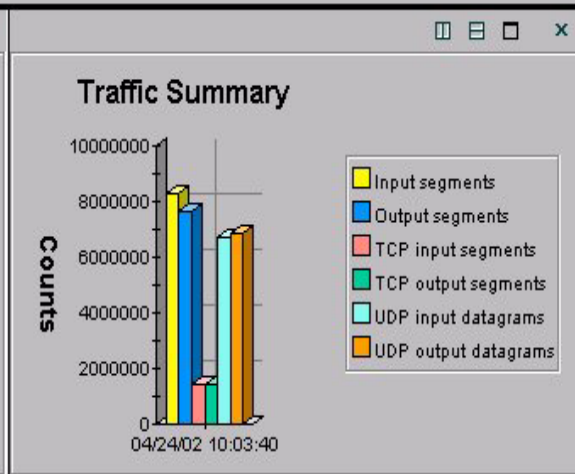 Traffic Summary
Counts
10000000
8000000
6000000
4000000
2000000
0
04/24/02 10:03:40
Input segments
Output segments
TCP input segments
TCP output segments
UDP input datagrams
UDP output datagrams